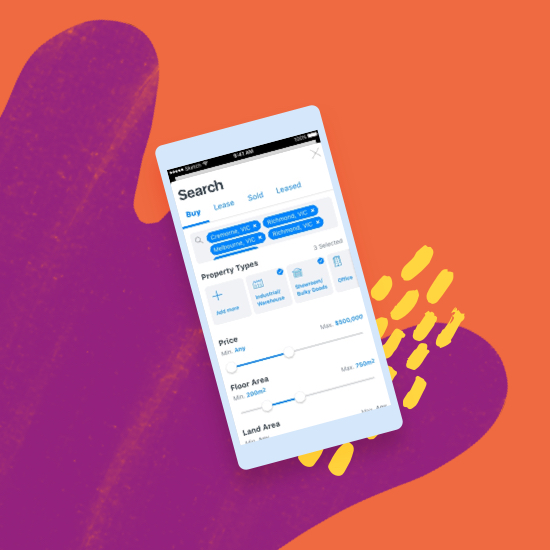 Sketch 9:41 AM 100%
Search
Buy Lease Sold Leased
Cremorne, VIC × Richmond, VIC ×
Melbourne, VIC × Richmond, VIC ×
Property Types 3 Selected
Add more
Industrial/
Warehouse
Showroom/
Bulky Goods
Office
Price
Min. Any Max. $500,000
Floor Area
Min. 200m² Max. 750m²
Land Area
Min. Any Max. Any